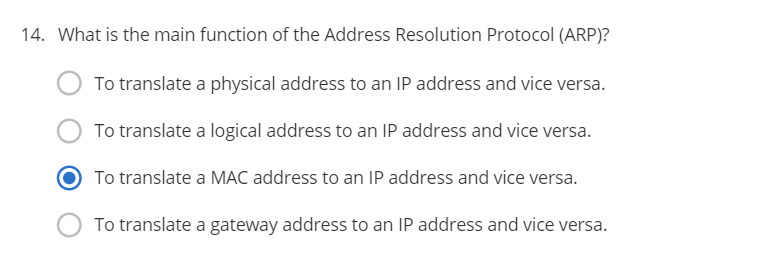 14. What is the main function of the Address Resolution Protocol (ARP)?
To translate a physical address to an IP address and vice versa.
To translate a logical address to an IP address and vice versa.
To translate a MAC address to an IP address and vice versa.
To translate a gateway address to an IP address and vice versa.